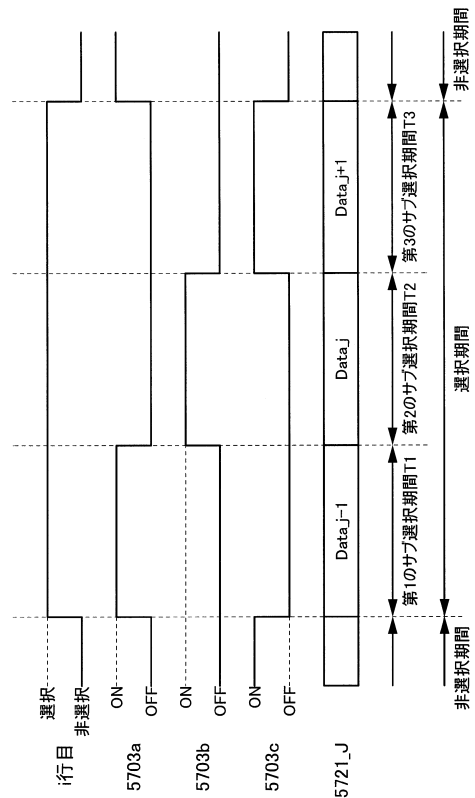 i行目
選択
非選択
5703a
ON
OFF
5703b
ON
OFF
5703c
ON
OFF
5721_J
Data_j-1
Data_j
Data_j+1
第1のサブ選択期間T1
第2のサブ選択期間T2
第3のサブ選択期間T3
非選択期間
選択期間
非選択期間